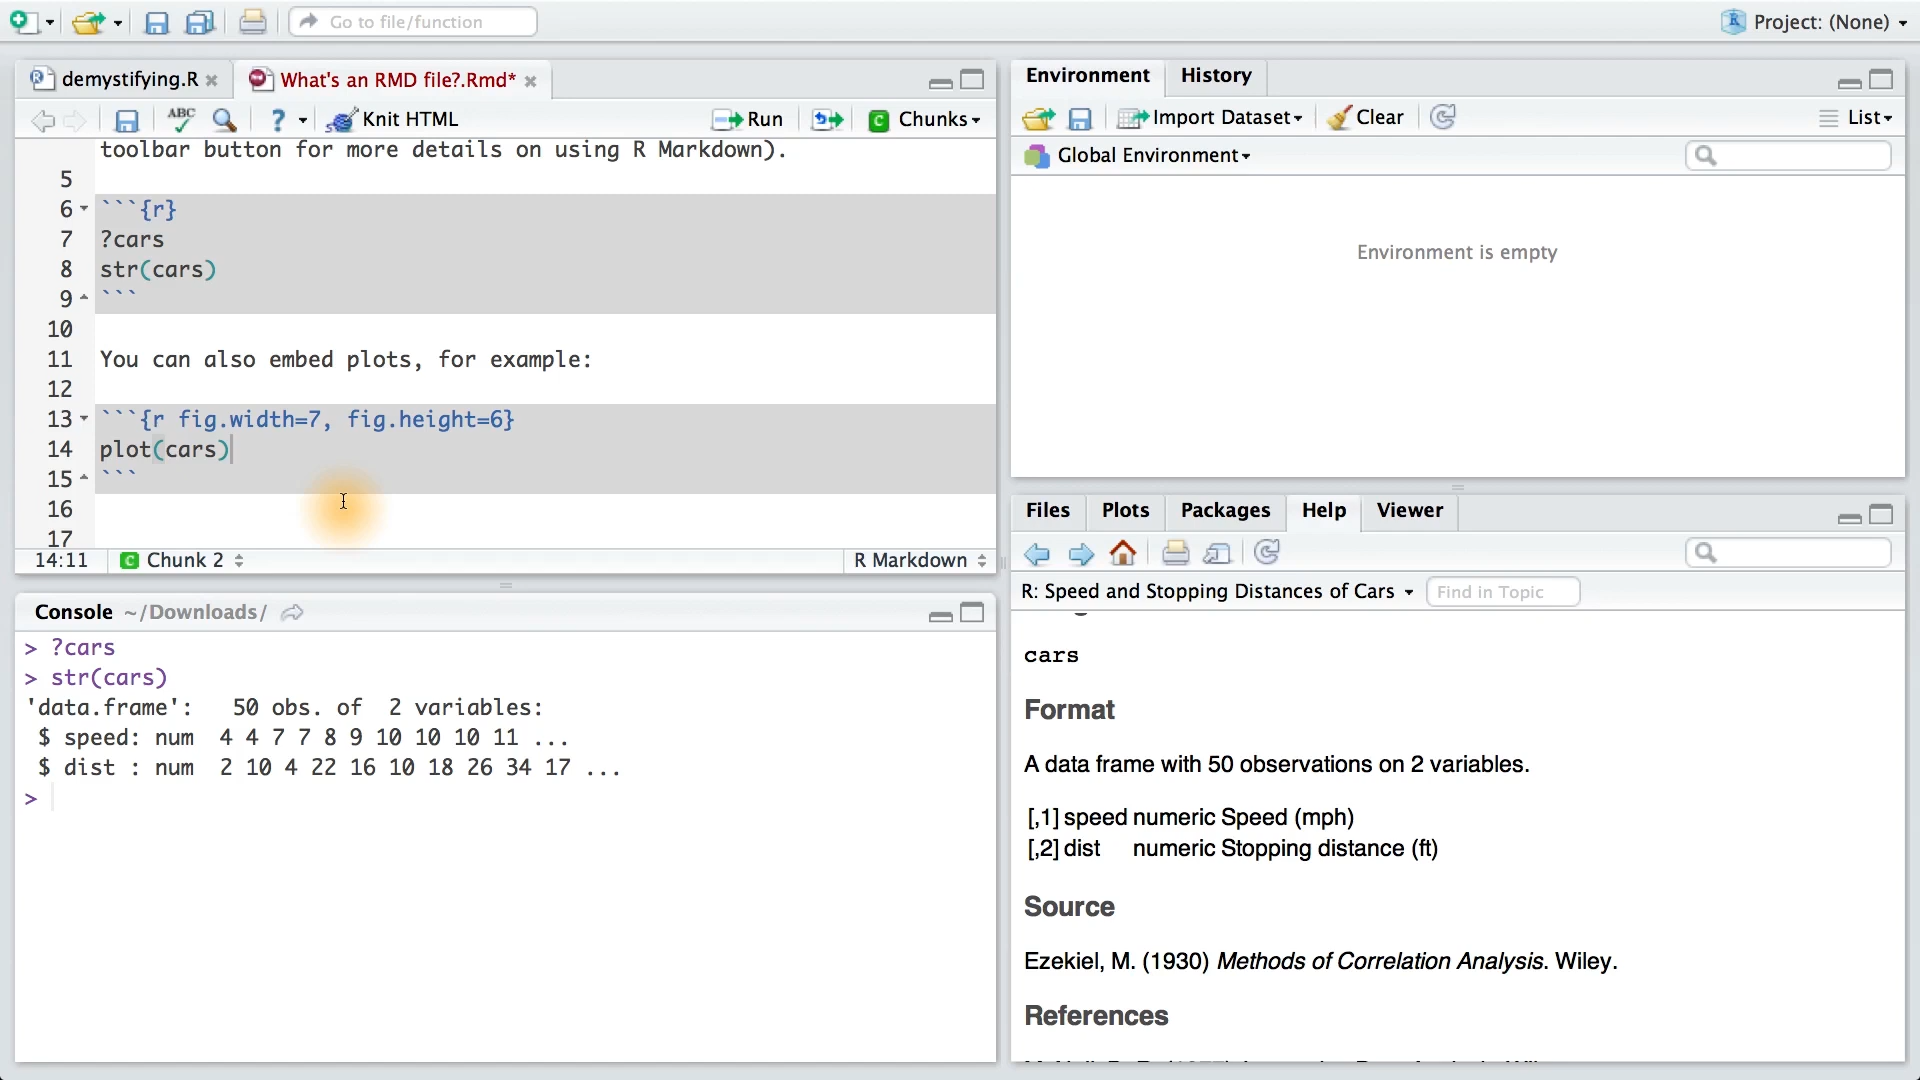 Go to file/function
Project: (None)
demystifying.R
What's an RMD file?.Rmd*
ABC
?
Knit HTML
Run
C Chunks
toolbar button for more details on using R Markdown).
5
6 ```{r}
7 ?cars
8 str(cars)
9 ```
10
11 You can also embed plots, for example:
12
13 ```{r fig.width=7, fig.height=6}
14 plot(cars)
15 ```
16
17
14:11 C Chunk 2 R Markdown
Console ~/Downloads/
> ?cars
> str(cars)
'data.frame':   50 obs. of  2 variables:
 $ speed: num  4 4 7 7 8 9 10 10 10 11 ...
 $ dist : num  2 10 4 22 16 10 18 26 34 17 ...
>
Environment History
Import Dataset Clear List
Global Environment
Environment is empty
Files Plots Packages Help Viewer
R: Speed and Stopping Distances of Cars Find in Topic
cars
Format
A data frame with 50 observations on 2 variables.
[,1] speed numeric Speed (mph)
[,2] dist numeric Stopping distance (ft)
Source
Ezekiel, M. (1930) Methods of Correlation Analysis. Wiley.
References